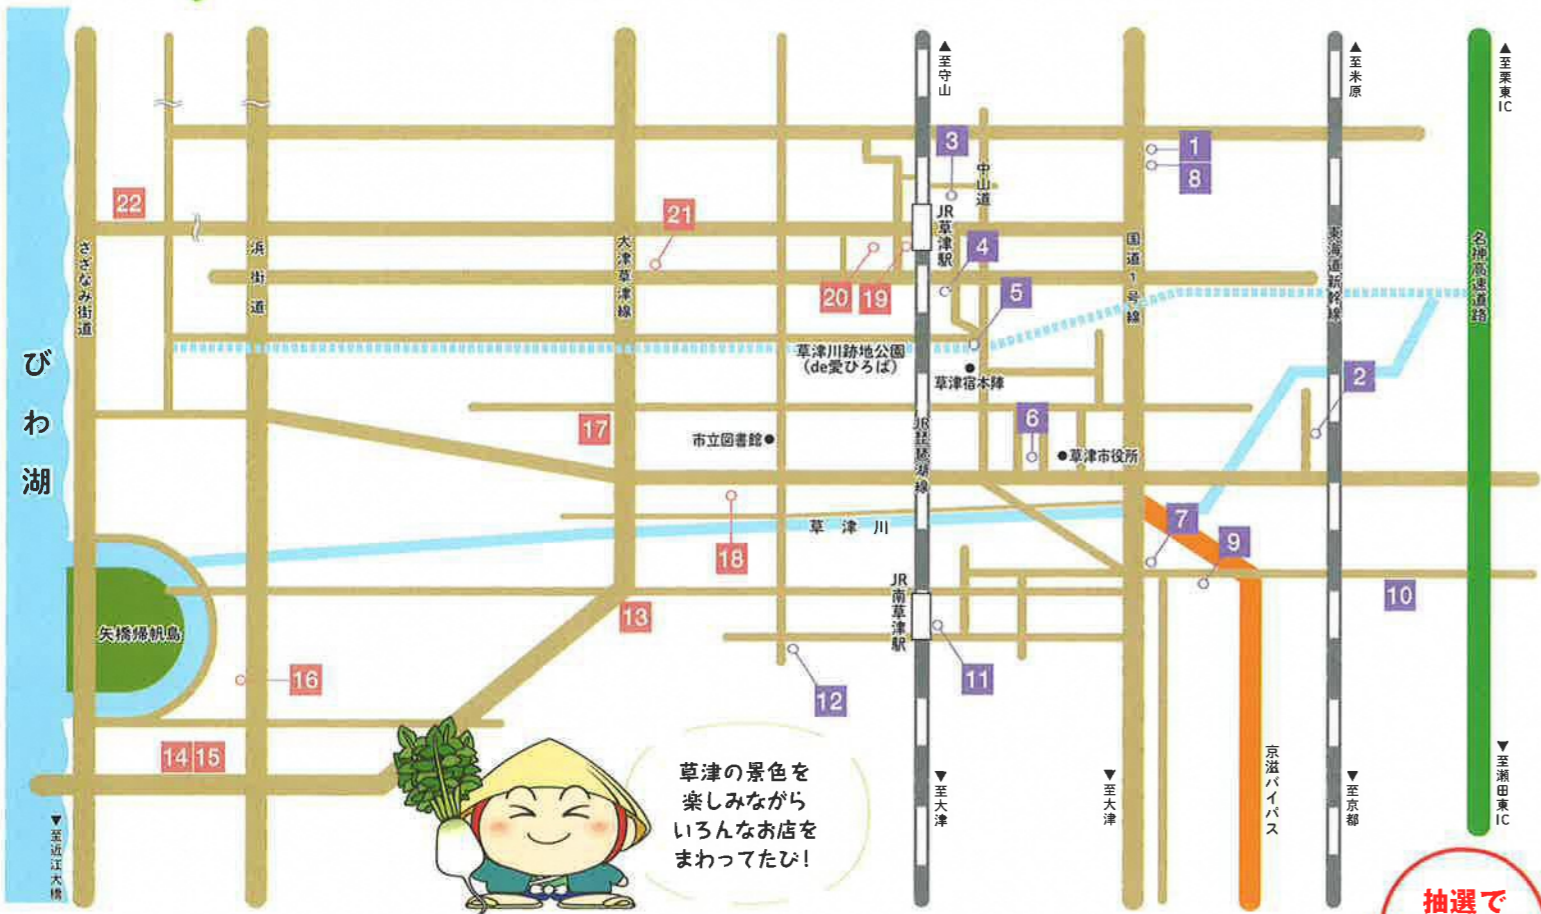 ▲至守山
▲至米原
▲至栗東IC
1
8
3
中山道
22
21
JR草津駅
4
さざなみ街道
浜街道
大津草津線
国道1号線
東海道新幹線
名神高速道路
20
19
5
びわ湖
草津川跡地公園
(de愛ひろば)
草津宿本陣
2
17
6
市立図書館
JR琵琶湖線
草津市役所
18
草津川
7
9
10
13
JR南草津駅
矢橋帰帆島
16
12
11
14
15
草津の景色を
楽しみながら
いろんなお店を
まわってたび!
▼至近江大橋
▼至大津
▼至大津
京滋バイパス
▼至京都
▼至瀬田東IC
抽選で